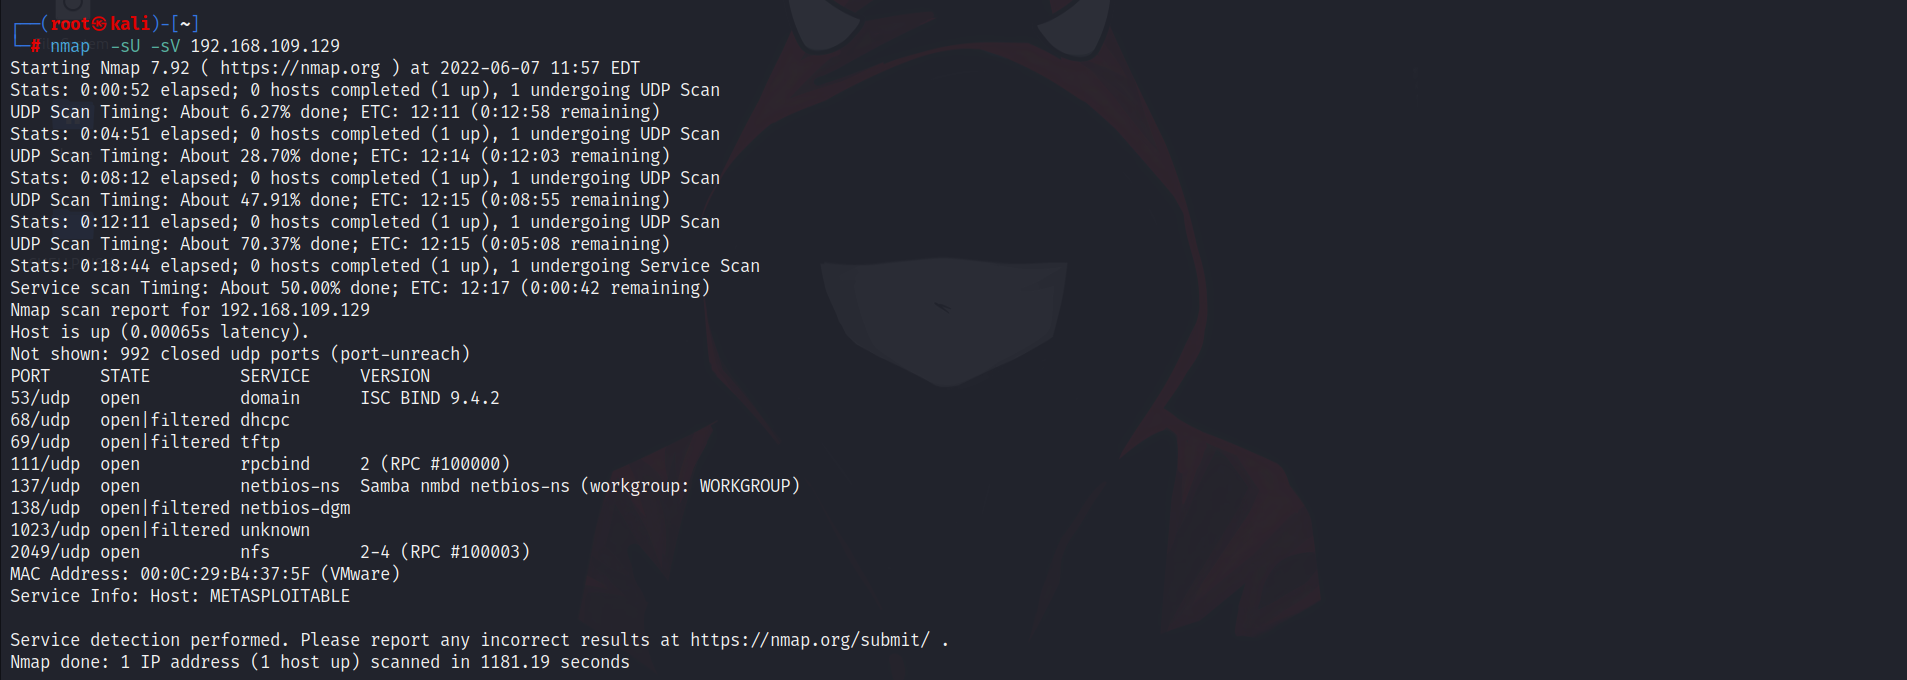 ┌──(root㉿kali)-[~]
└─# nmap  -sU -sV 192.168.109.129
Starting Nmap 7.92 ( https://nmap.org ) at 2022-06-07 11:57 EDT
Stats: 0:00:52 elapsed; 0 hosts completed (1 up), 1 undergoing UDP Scan
UDP Scan Timing: About 6.27% done; ETC: 12:11 (0:12:58 remaining)
Stats: 0:04:51 elapsed; 0 hosts completed (1 up), 1 undergoing UDP Scan
UDP Scan Timing: About 28.70% done; ETC: 12:14 (0:12:03 remaining)
Stats: 0:08:12 elapsed; 0 hosts completed (1 up), 1 undergoing UDP Scan
UDP Scan Timing: About 47.91% done; ETC: 12:15 (0:08:55 remaining)
Stats: 0:12:11 elapsed; 0 hosts completed (1 up), 1 undergoing UDP Scan
UDP Scan Timing: About 70.37% done; ETC: 12:15 (0:05:08 remaining)
Stats: 0:18:44 elapsed; 0 hosts completed (1 up), 1 undergoing Service Scan
Service scan Timing: About 50.00% done; ETC: 12:17 (0:00:42 remaining)
Nmap scan report for 192.168.109.129
Host is up (0.00065s latency).
Not shown: 992 closed udp ports (port-unreach)
PORT     STATE         SERVICE     VERSION
53/udp   open          domain      ISC BIND 9.4.2
68/udp   open|filtered dhcpc
69/udp   open|filtered tftp
111/udp  open          rpcbind     2 (RPC #100000)
137/udp  open          netbios-ns  Samba nmbd netbios-ns (workgroup: WORKGROUP)
138/udp  open|filtered netbios-dgm
1023/udp open|filtered unknown
2049/udp open          nfs         2-4 (RPC #100003)
MAC Address: 00:0C:29:B4:37:5F (VMware)
Service Info: Host: METASPLOITABLE
Service detection performed. Please report any incorrect results at https://nmap.org/submit/ .
Nmap done: 1 IP address (1 host up) scanned in 1181.19 seconds